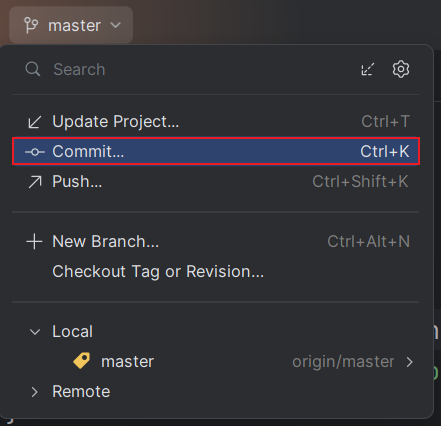 master
Search
Update Project... Ctrl+T
Commit... Ctrl+K
Push... Ctrl+Shift+K
New Branch... Ctrl+Alt+N
Checkout Tag or Revision...
Local
master origin/master
Remote